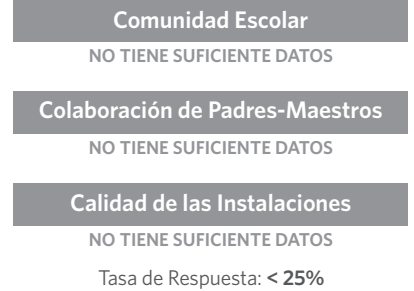 Comunidad Escolar
NO TIENE SUFICIENTE DATOS
Colaboración de Padres-Maestros
NO TIENE SUFICIENTE DATOS
Calidad de las Instalaciones
NO TIENE SUFICIENTE DATOS
Tasa de Respuesta: < 25%